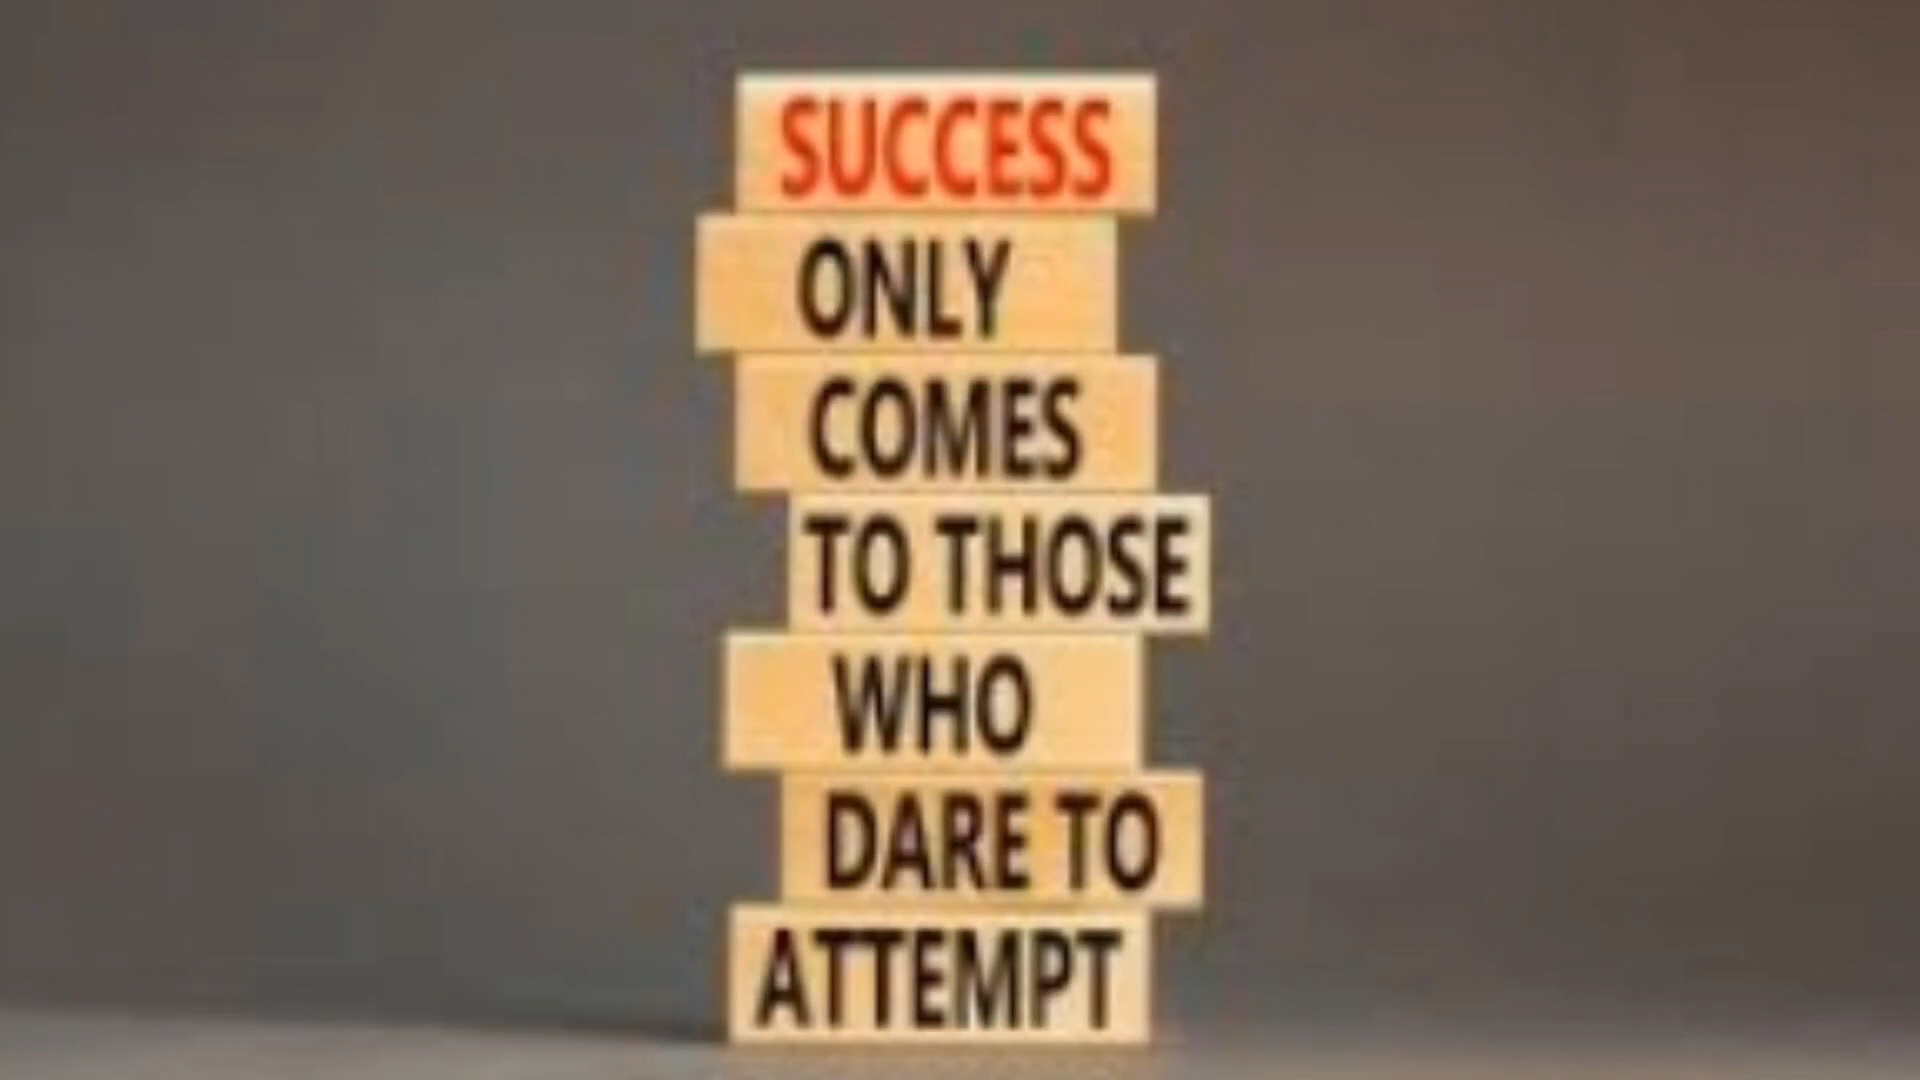 SUCCESS
ONLY
COMES
TO THOSE
WHO
DARE TO
ATTEMPT